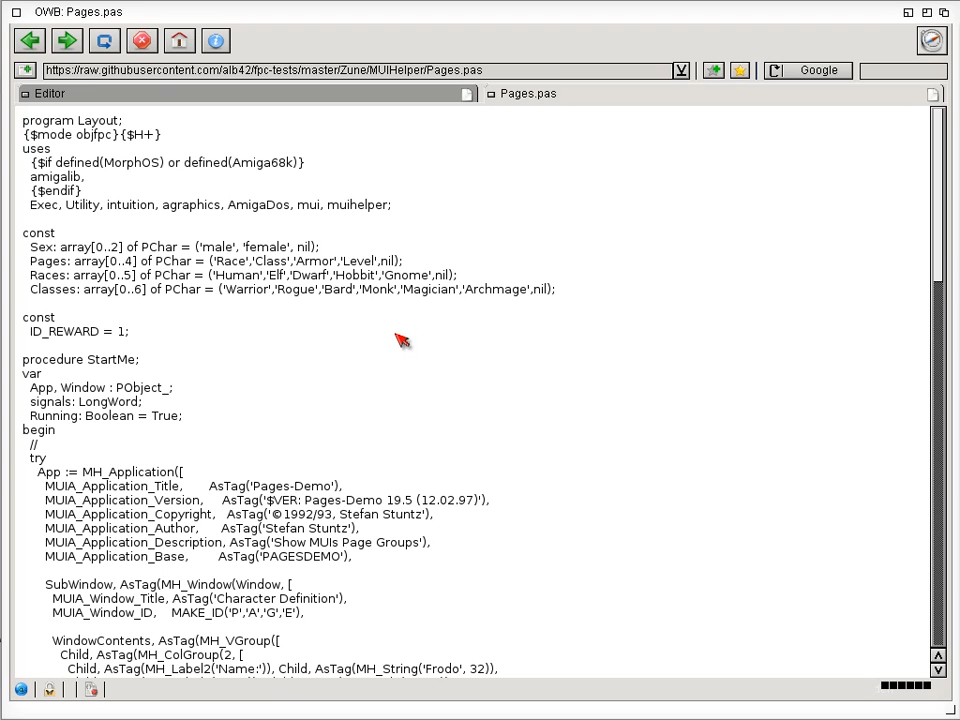 OWB: Pages.pas
https://raw.githubusercontent.com/alb42/fpc-tests/master/Zune/MUIHelper/Pages.pas
Google
Editor
Pages.pas
program Layout;
{$mode objfpc}{$H+}
uses
{$if defined(MorphOS) or defined(Amiga68k)}
amigalib,
{$endif}
Exec, Utility, intuition, agraphics, AmigaDos, mui, muihelper;
const
Sex: array[0..2] of PChar = ('male', 'female', nil);
Pages: array[0..4] of PChar = ('Race','Class','Armor','Level',nil);
Races: array[0..5] of PChar = ('Human','Elf','Dwarf','Hobbit','Gnome',nil);
Classes: array[0..6] of PChar = ('Warrior','Rogue','Bard','Monk','Magician','Archmage',nil);
const
ID_REWARD = 1;
procedure StartMe;
var
App, Window : PObject_;
signals: LongWord;
Running: Boolean = True;
begin
//
try
App := MH_Application([
MUIA_Application_Title, AsTag('Pages-Demo'),
MUIA_Application_Version, AsTag('$VER: Pages-Demo 19.5 (12.02.97)'),
MUIA_Application_Copyright, AsTag('©1992/93, Stefan Stuntz'),
MUIA_Application_Author, AsTag('Stefan Stuntz'),
MUIA_Application_Description, AsTag('Show MUIs Page Groups'),
MUIA_Application_Base, AsTag('PAGESDEMO'),
SubWindow, AsTag(MH_Window(Window, [
MUIA_Window_Title, AsTag('Character Definition'),
MUIA_Window_ID, MAKE_ID('P','A','G','E'),
WindowContents, AsTag(MH_VGroup([
Child, AsTag(MH_ColGroup(2, [
Child, AsTag(MH_Label2('Name:')), Child, AsTag(MH_String('Frodo', 32)),